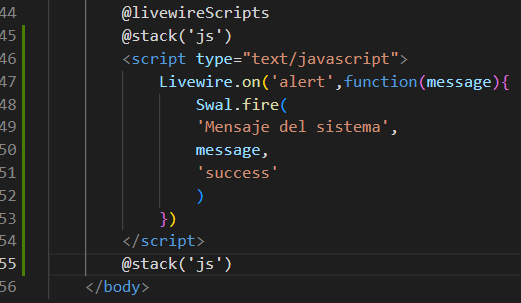 44 @livewireScripts
45 @stack('js')
46 <script type="text/javascript">
47 Livewire.on('alert',function(message){
48 Swal.fire(
49 'Mensaje del sistema',
50 message,
51 'success'
52 )
53 })
54 </script>
55 @stack('js')
56 </body>